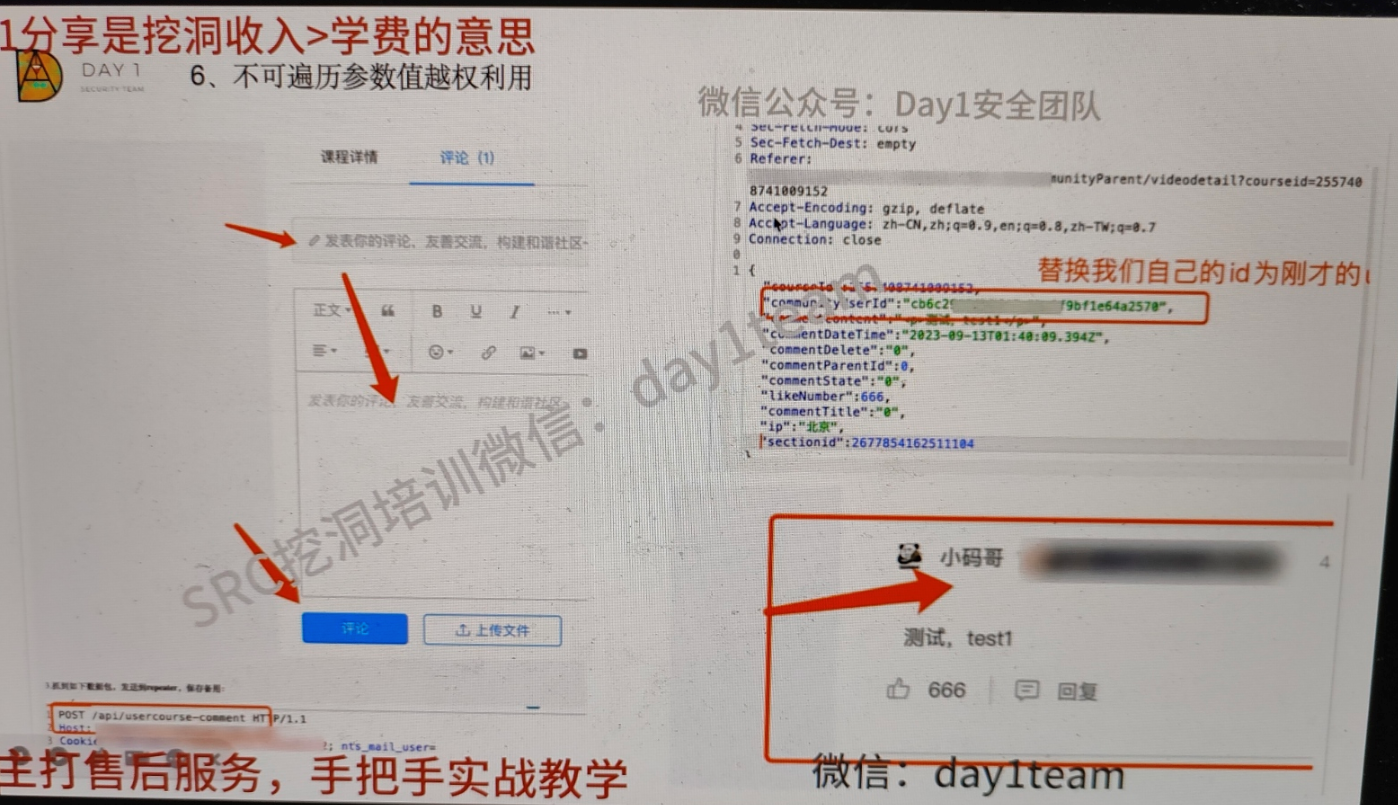 1分享是挖洞收入>学费的意思
DAY 1
SECURITY TEAM
6、不可遍历参数值越权利用
微信公众号：Day1安全团队
课程详情
评论（1）
发表你的评论、友善交流，构建和谐社区~
正文
B U I ...
发表你的评论、友善交流，构建和谐社区~
评论
上传文件
3.抓到如下数据包，发送到repeater，保存备用：
1 POST /api/usercourse-comment HTTP/1.1
2 Host:
3 Cookie
; nts_mail_user=
4 Sec-Fetch-Mode: cors
5 Sec-Fetch-Dest: empty
6 Referer:
munityParent/videodetail?courseid=255740
8741009152
7 Accept-Encoding: gzip, deflate
8 Accept-Language: zh-CN,zh;q=0.9,en;q=0.8,zh-TW;q=0.7
9 Connection: close
0
1 {
替换我们自己的id为刚才的
"communityUserId":"cb6c29
f9bf1e64a2570",
"<p>测试，test1</p>",
"commentDateTime":"2023-09-13T01:40:09.394Z",
"commentDelete":"0",
"commentParentId":0,
"commentState":"0",
"likeNumber":666,
"commentTitle":"0",
"ip":"北京",
"sectionid":2677854162511104
小码哥
4
测试，test1
666
回复
SRC挖洞培训微信：day1team
主打售后服务，手把手实战教学
微信：day1team